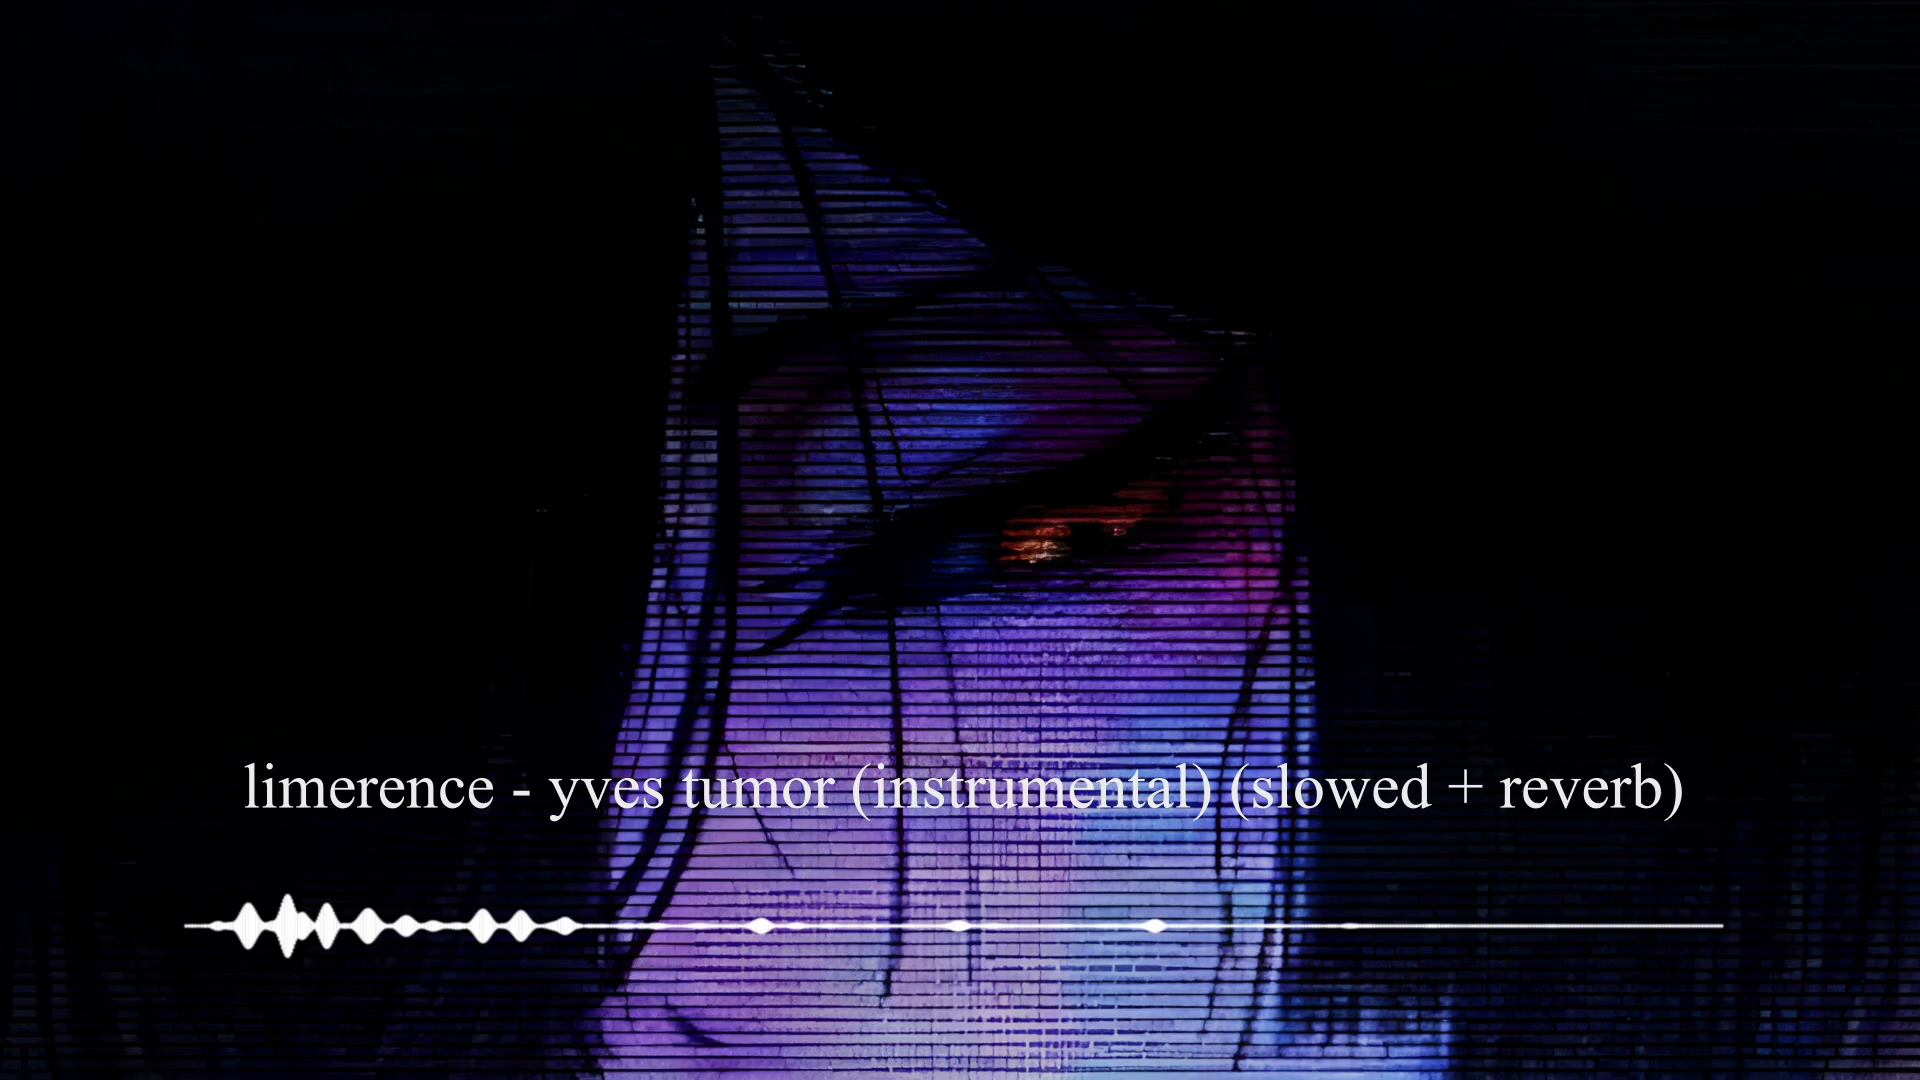 limerence - yves tumor (instrumental) (slowed + reverb)